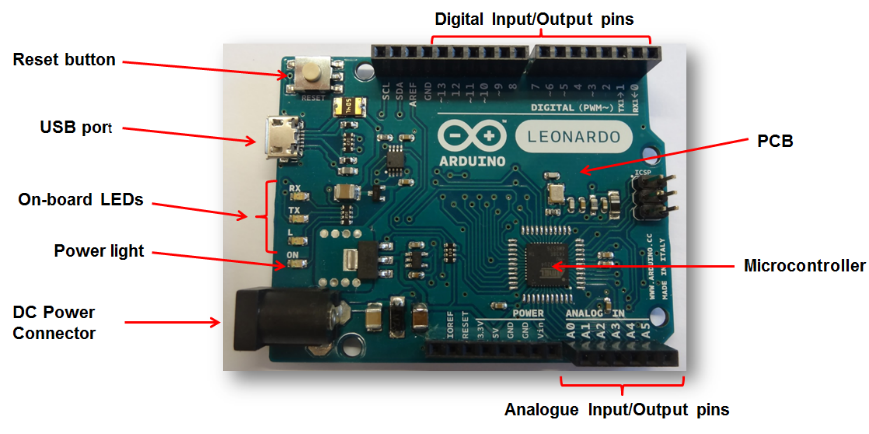 Digital Input/Output pins
Reset button
USB port
On-board LEDs
Power light
DC Power
Connector
PCB
Microcontroller
Analogue Input/Output pins
RESET
SCL
SDA
AREF
GND
~13
12
~11
~10
~9
8
7
~6
~5
4
~3
2
TX→1
RX←0
DIGITAL (PWM~)
ARDUINO
LEONARDO
ICSP
RX
TX
L
ON
WWW.ARDUINO.CC
MADE IN ITALY
POWER
ANALOG IN
IOREF
RESET
3.3V
5V
GND
GND
Vin
A0
A1
A2
A3
A4
A5